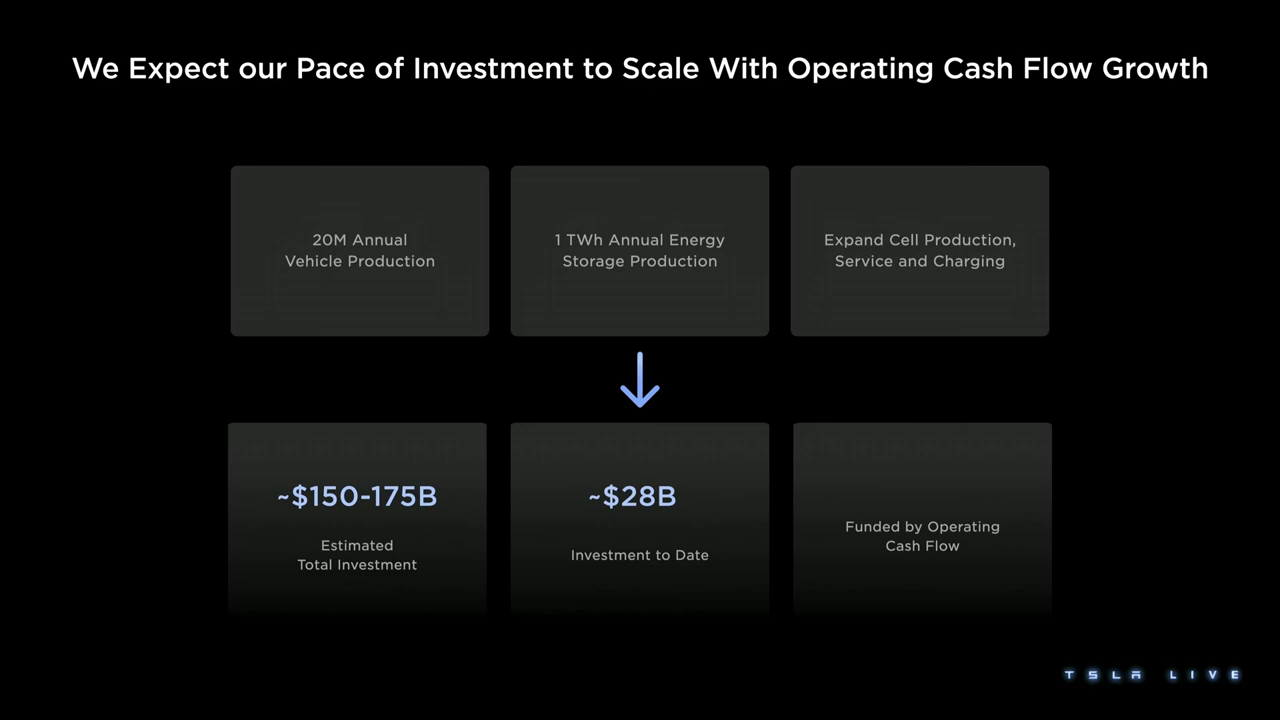 We Expect our Pace of Investment to Scale With Operating Cash Flow Growth
20M Annual
Vehicle Production
1 TWh Annual Energy
Storage Production
Expand Cell Production,
Service and Charging
~$150-175B
Estimated
Total Investment
~$28B
Investment to Date
Funded by Operating
Cash Flow
TSLA LIVE